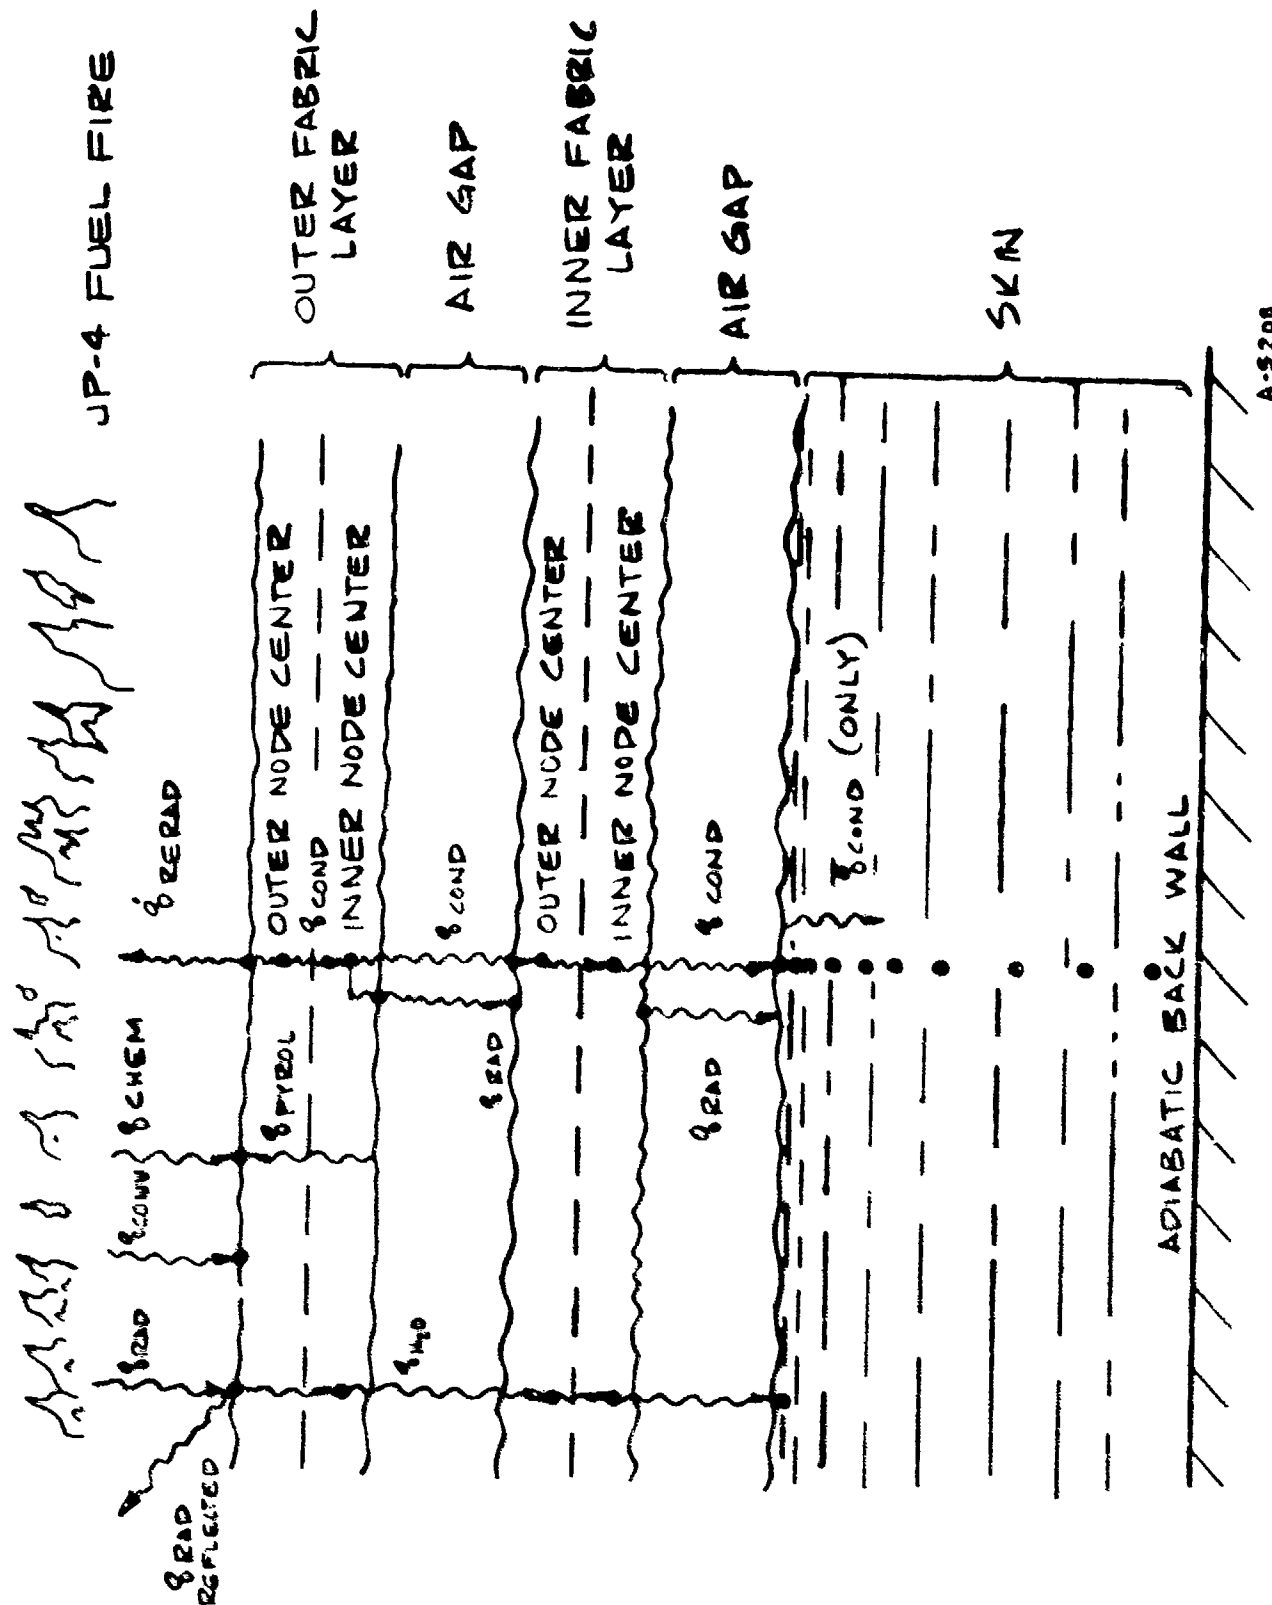 JP-4 FUEL FIRE
q̇ RERAD
q CHEM
q CONV
q RAD
q RAD
REFLECTED
OUTER FABRIC
LAYER
OUTER NODE CENTER
q COND
INNER NODE CENTER
q PYROL
AIR GAP
q COND
q RAD
q H₂O
INNER FABRIC
LAYER
OUTER NODE CENTER
INNER NODE CENTER
AIR GAP
q COND
q RAD
SKIN
q COND (ONLY)
ADIABATIC BACK WALL
A-5208